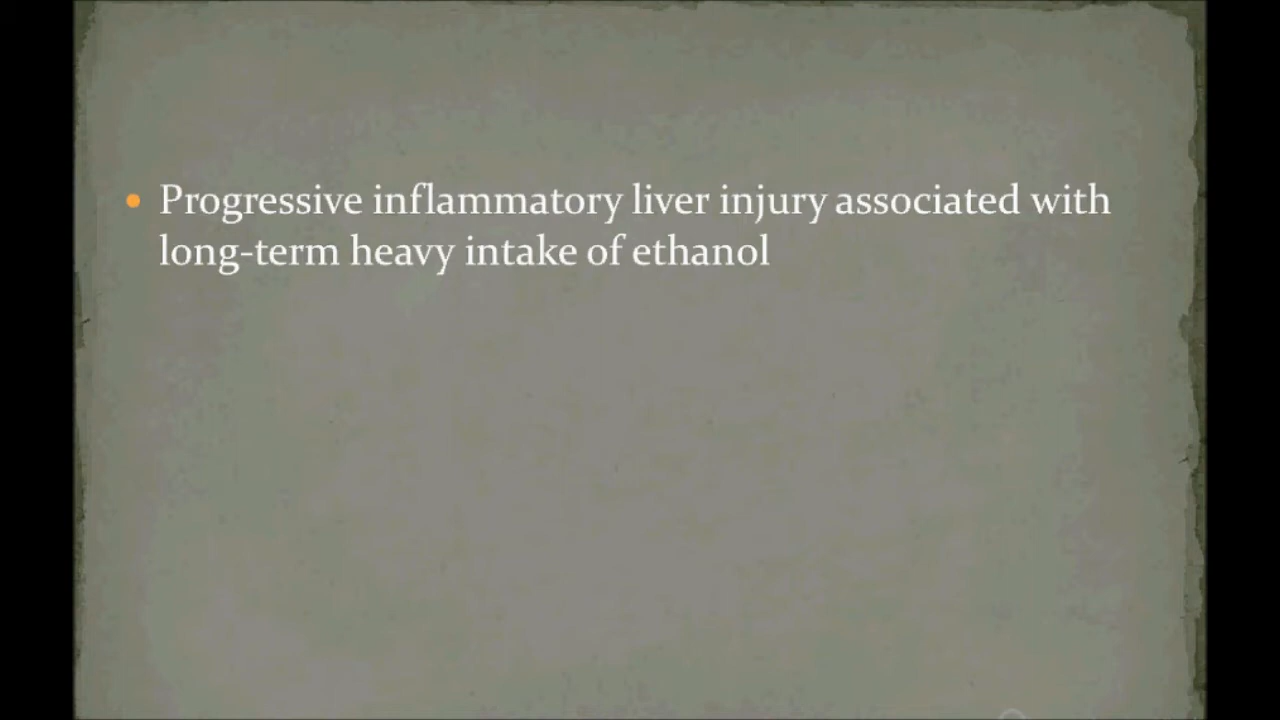 • Progressive inflammatory liver injury associated with
long-term heavy intake of ethanol